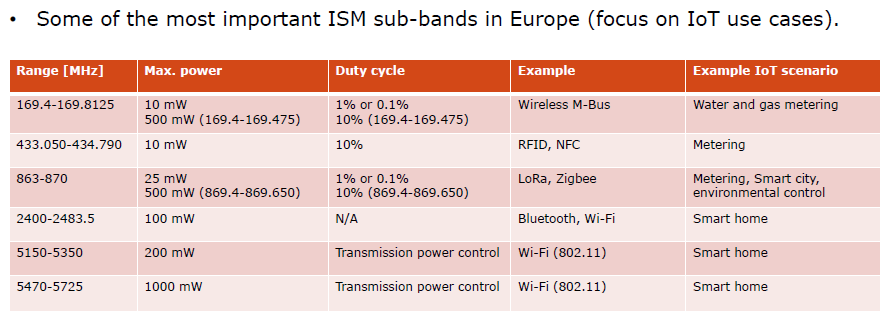 • Some of the most important ISM sub-bands in Europe (focus on IoT use cases).
Range [MHz] Max. power Duty cycle Example Example IoT scenario
169.4-169.8125 10 mW 1% or 0.1% Wireless M-Bus Water and gas metering
500 mW (169.4-169.475) 10% (169.4-169.475)
433.050-434.790 10 mW 10% RFID, NFC Metering
863-870 25 mW 1% or 0.1% LoRa, Zigbee Metering, Smart city,
500 mW (869.4-869.650) 10% (869.4-869.650) environmental control
2400-2483.5 100 mW N/A Bluetooth, Wi-Fi Smart home
5150-5350 200 mW Transmission power control Wi-Fi (802.11) Smart home
5470-5725 1000 mW Transmission power control Wi-Fi (802.11) Smart home